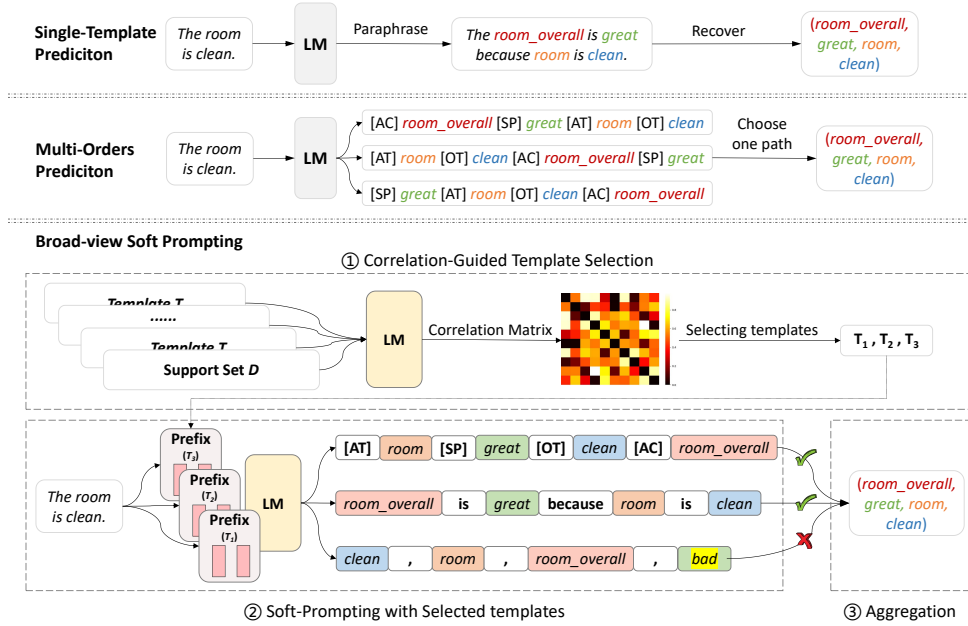 Single-Template
Prediciton
The room
is clean.
LM
Paraphrase
The room_overall is great
because room is clean.
Recover
(room_overall,
great, room,
clean)
Multi-Orders
Prediciton
The room
is clean.
LM
[AC] room_overall [SP] great [AT] room [OT] clean
[AT] room [OT] clean [AC] room_overall [SP] great
[SP] great [AT] room [OT] clean [AC] room_overall
Choose
one path
(room_overall,
great, room,
clean)
Broad-view Soft Prompting
① Correlation-Guided Template Selection
Template T
......
Template T
Support Set D
LM
Correlation Matrix
Selecting templates
T1 , T2 , T3
The room
is clean.
Prefix
(T3)
Prefix
(T2)
Prefix
(T1)
LM
[AT] room [SP] great [OT] clean [AC] room_overall
room_overall is great because room is clean
clean , room , room_overall , bad
(room_overall,
great, room,
clean)
② Soft-Prompting with Selected templates
③ Aggregation